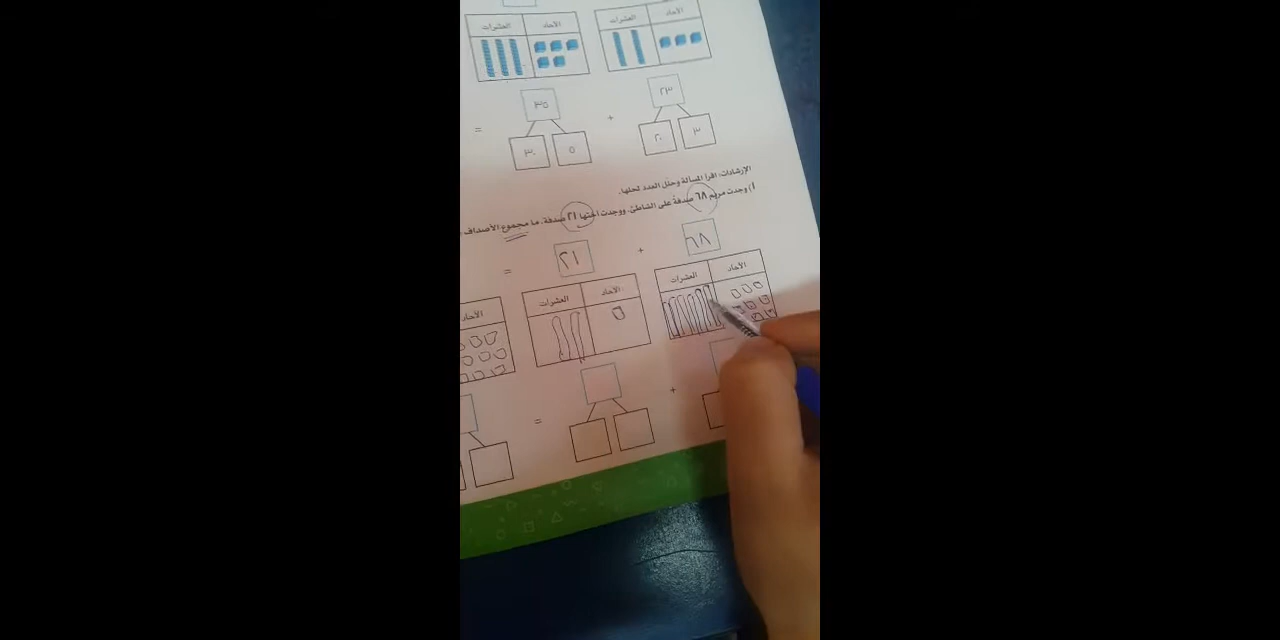 الآحاد العشرات الآحاد العشرات
٢٣ + ٣٥ =
٣ ٢٠ ٥ ٣٠
الإرشادات: اقرأ المسألة وحلل العدد لحلها.
١) وجدت مريم ٦٨ صدفة على الشاطئ، ووجدت أختها ٢١ صدفة. ما مجموع الأصداف
٦٨ + ٢١ =
الآحاد العشرات الآحاد العشرات الآحاد
+ =